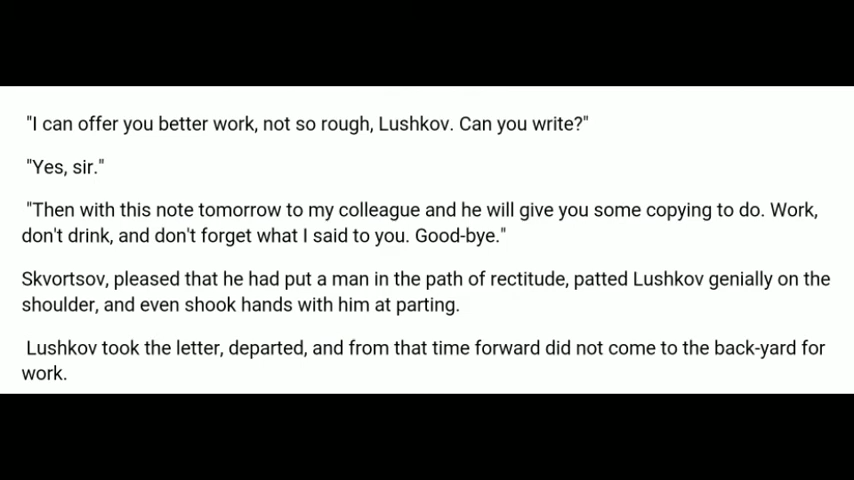 "I can offer you better work, not so rough, Lushkov. Can you write?"
"Yes, sir."
"Then with this note tomorrow to my colleague and he will give you some copying to do. Work,
don't drink, and don't forget what I said to you. Good-bye."
Skvortsov, pleased that he had put a man in the path of rectitude, patted Lushkov genially on the
shoulder, and even shook hands with him at parting.
Lushkov took the letter, departed, and from that time forward did not come to the back-yard for
work.